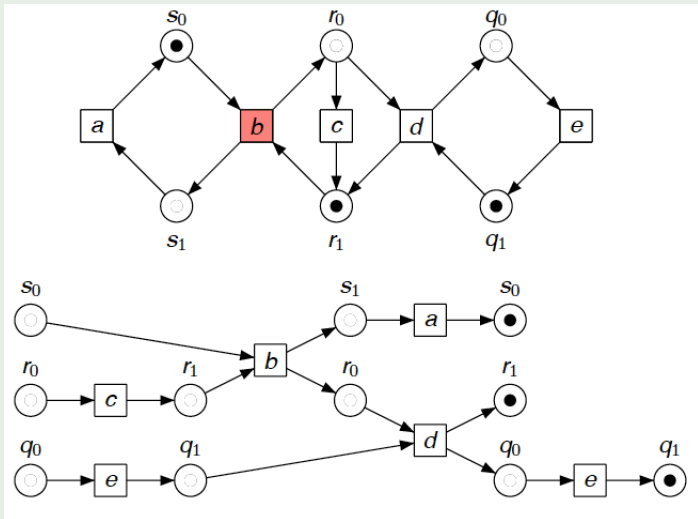 s0 r0 q0
a b c d e
s1 r1 q1
s0 s1 a s0
b
r0 c r1 r0 r1
d
q0 e q1 q0 e q1